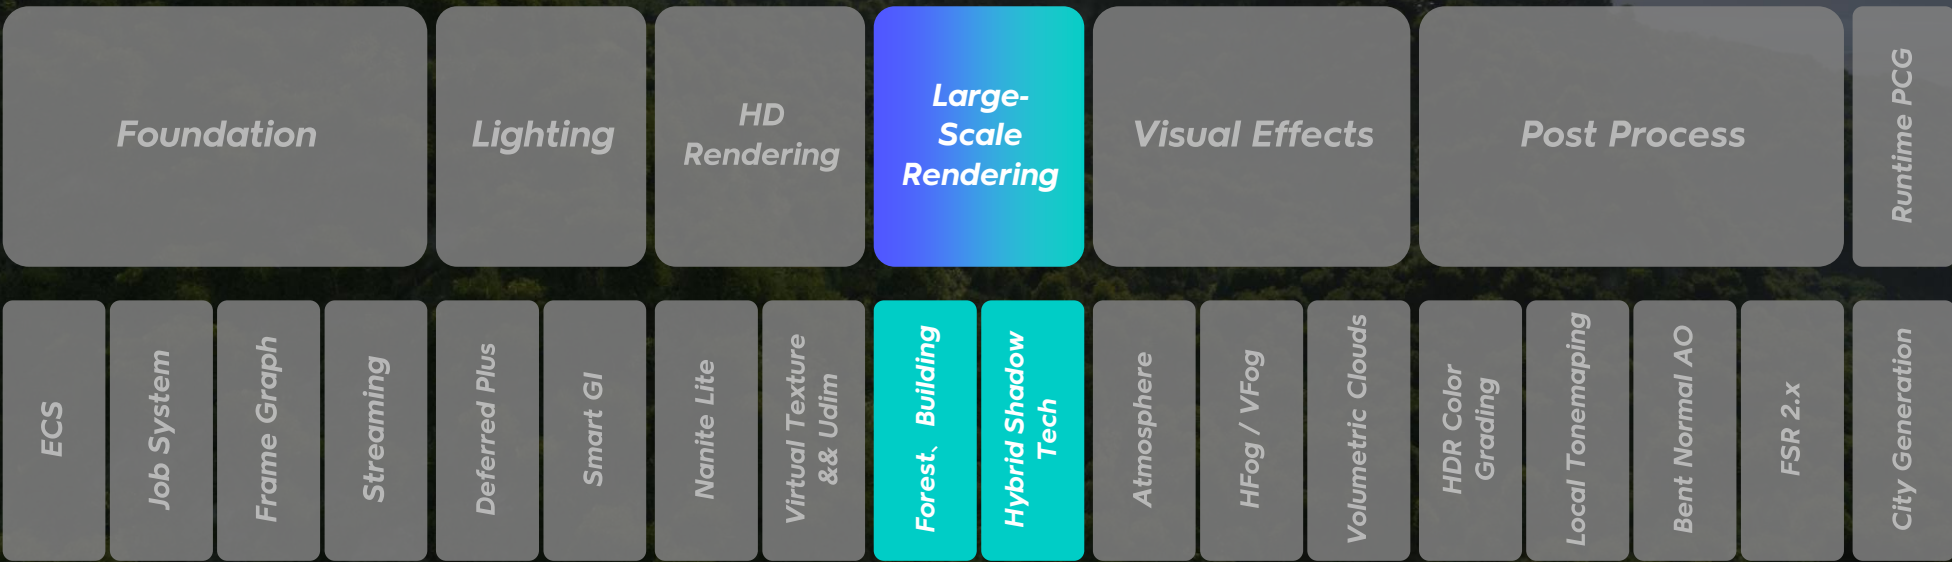 Foundation
Lighting
HD
Rendering
Large-
Scale
Rendering
Visual Effects
Post Process
Runtime PCG
ECS
Job System
Frame Graph
Streaming
Deferred Plus
Smart GI
Nanite Lite
Virtual Texture
&& Udim
Forest、Building
Hybrid Shadow
Tech
Atmosphere
HFog / VFog
Volumetric Clouds
HDR Color
Grading
Local Tonemaping
Bent Normal AO
FSR 2.x
City Generation